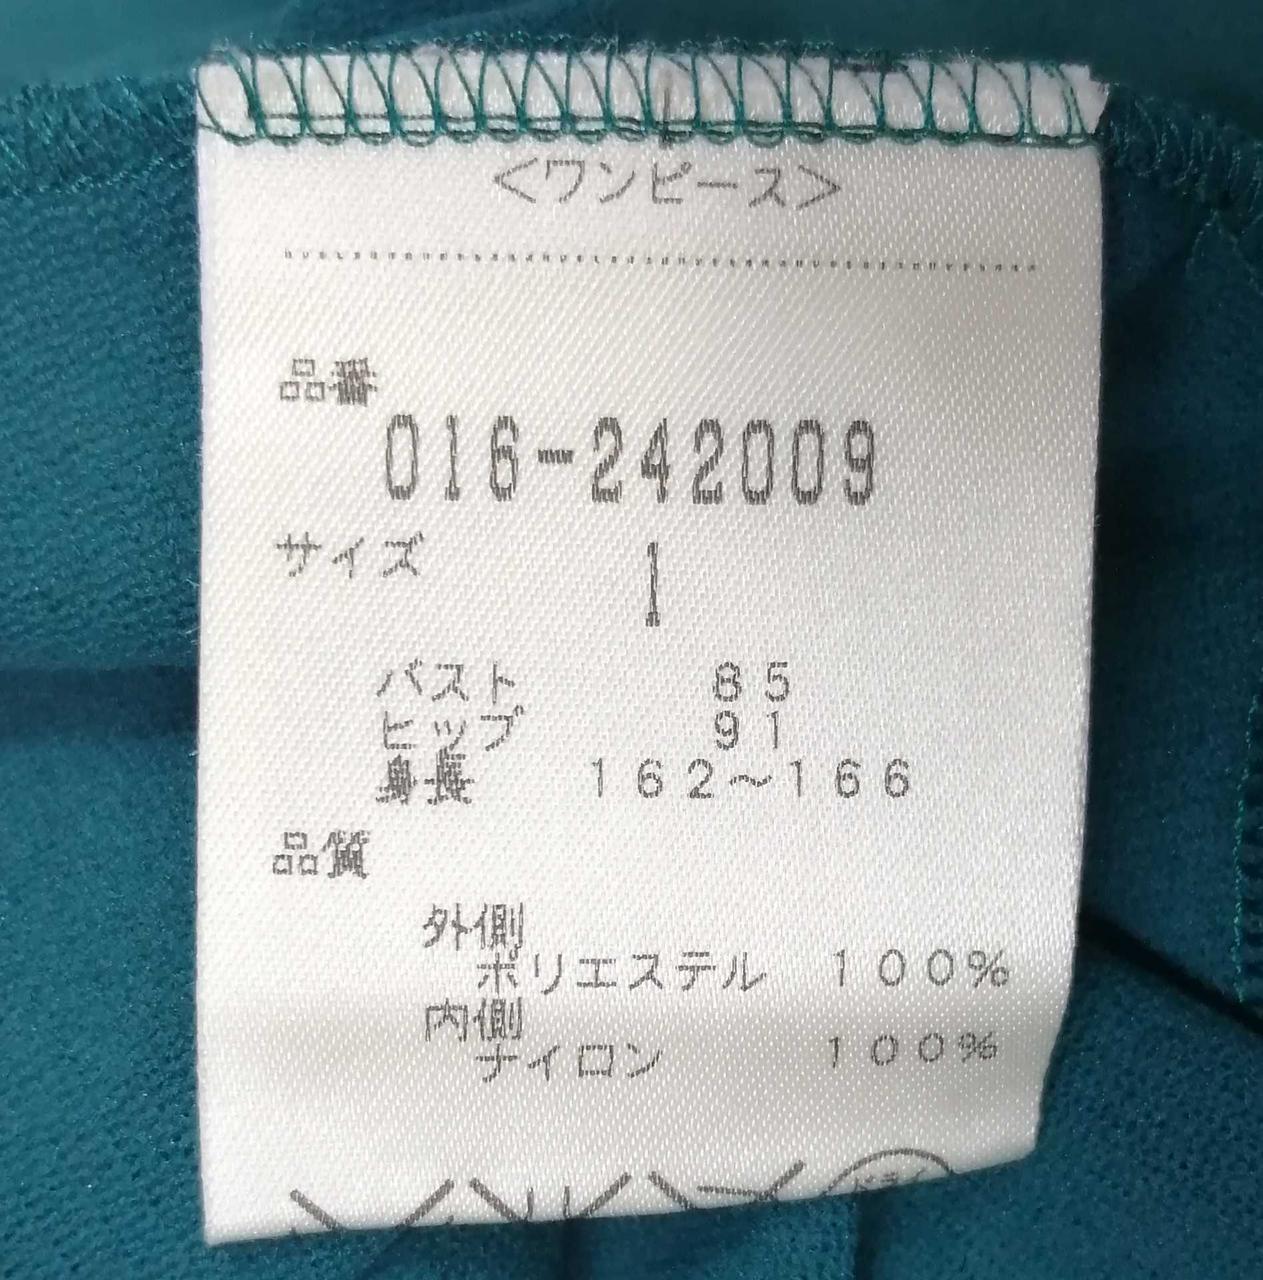 <ワンピース>
品番
016-242009
サイズ 1
バスト 85
ヒップ 91
身長 162～166
品質
外側
ポリエステル 100%
内側
ナイロン 100%